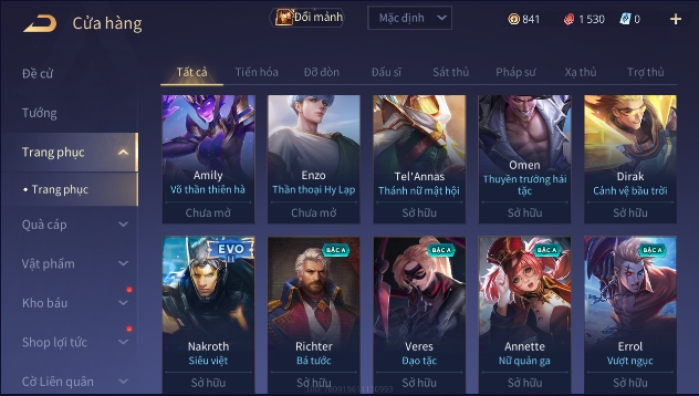 Cửa hàng
Đổi mảnh
Mặc định
841
1 530
0
Đề cử
Tướng
Trang phục
• Trang phục
Quà cáp
Vật phẩm
Kho báu
Shop lợi tức
Cờ Liên quân
Tất cả
Tiến hóa
Đỡ đòn
Đấu sĩ
Sát thủ
Pháp sư
Xạ thủ
Trợ thủ
Amily
Võ thần thiên hà
Chưa mở
Enzo
Thần thoại Hy Lạp
Chưa mở
Tel'Annas
Thánh nữ mật hội
Sở hữu
Omen
Thuyền trưởng hải
tặc
Sở hữu
Dirak
Cảnh vệ bầu trời
Sở hữu
EVO
Nakroth
Siêu việt
Sở hữu
BẬC A
Richter
Bá tước
Sở hữu
BẬC A
Veres
Đạo tặc
Sở hữu
BẬC A
Annette
Nữ quản ga
Sở hữu
BẬC A
Errol
Vượt ngục
Sở hữu